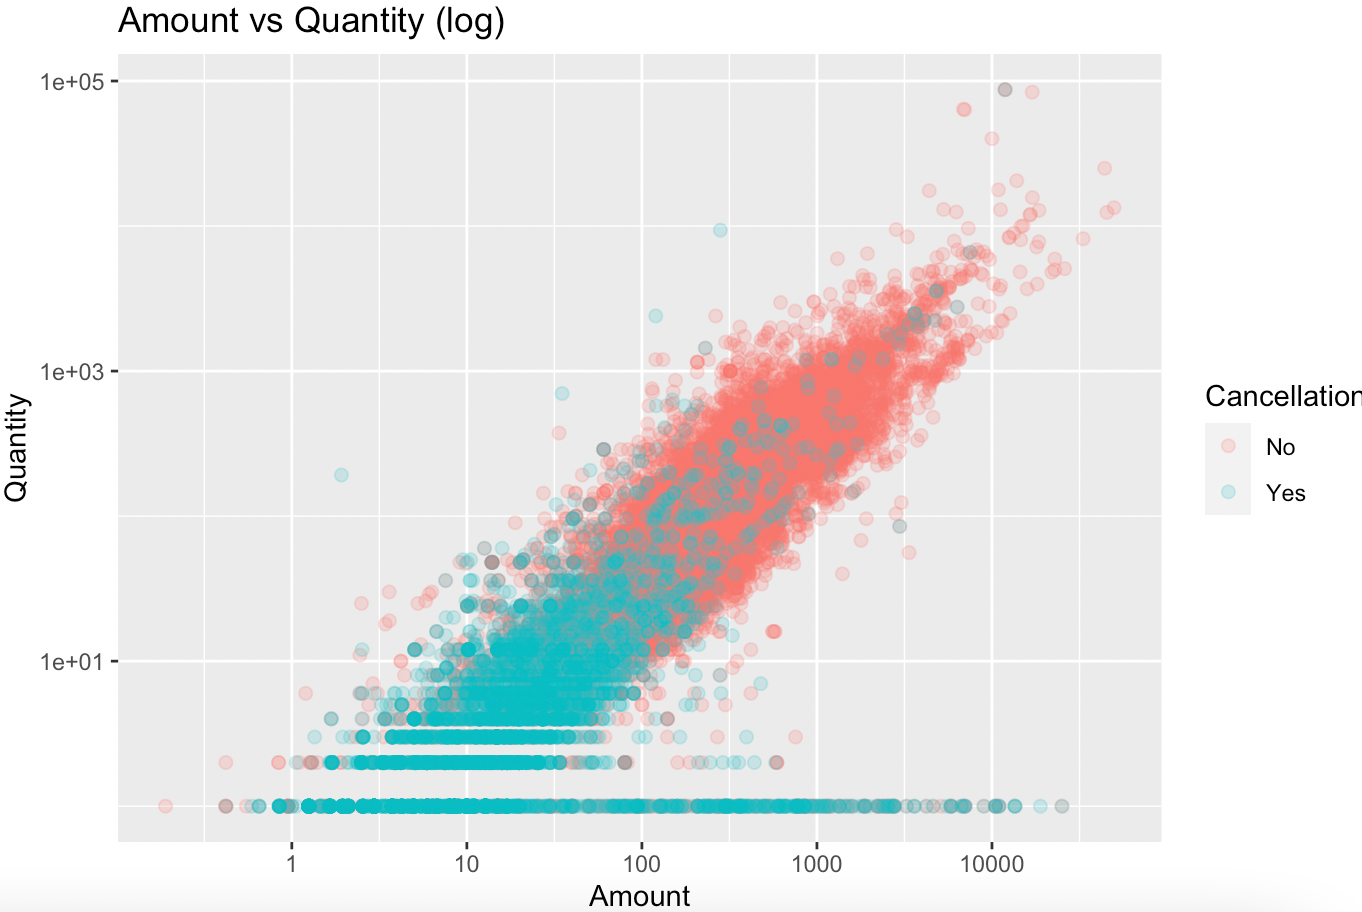 Amount vs Quantity (log)
1e+05
1e+03
1e+01
Quantity
1
10
100
1000
10000
Amount
Cancellation
No
Yes